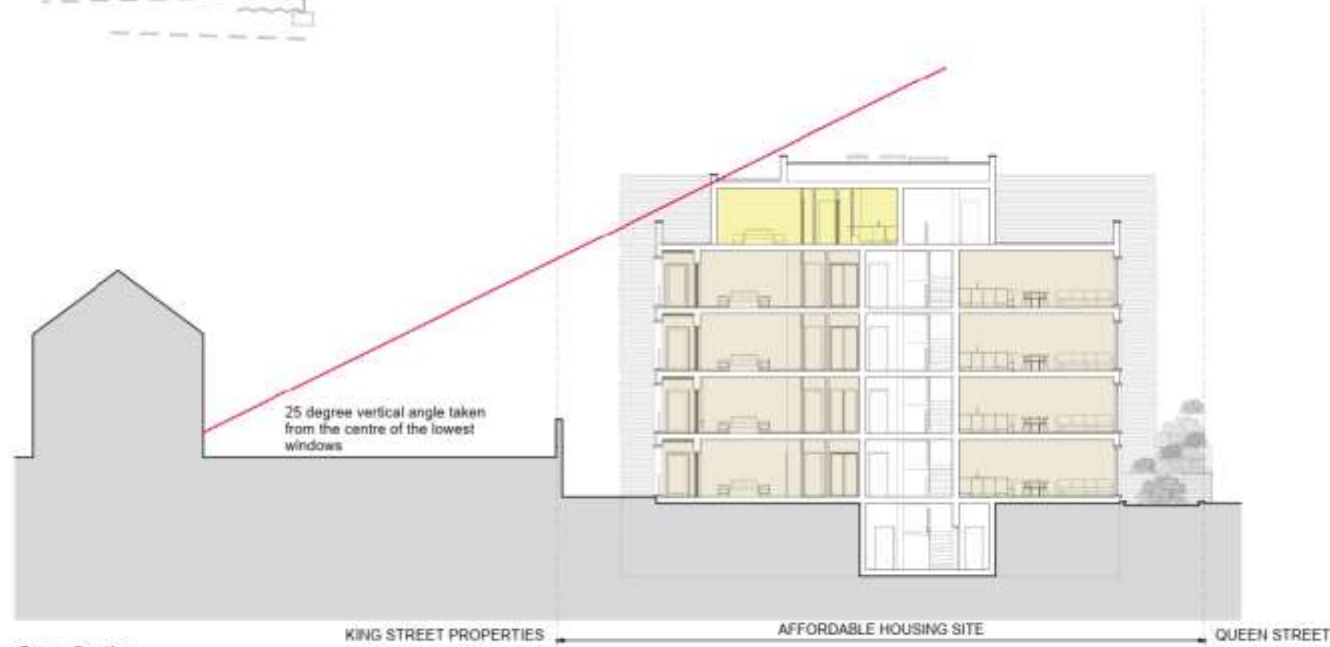 25 degree vertical angle taken
from the centre of the lowest
windows
KING STREET PROPERTIES
AFFORDABLE HOUSING SITE
QUEEN STREET